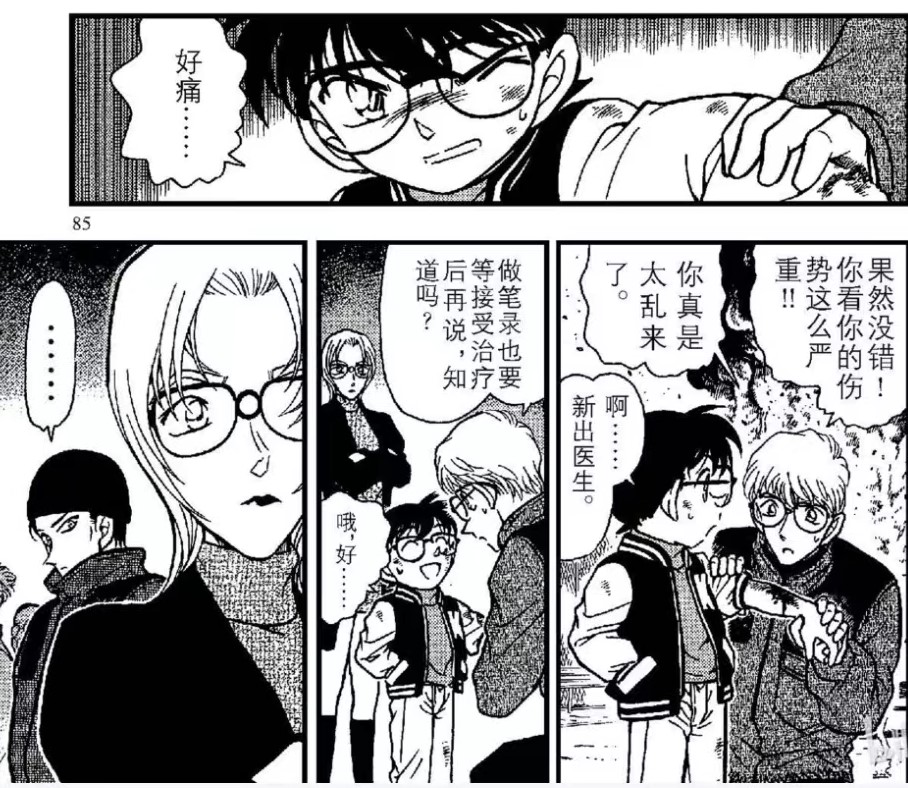 好
痛
……
85
果然没错！
你看你的伤
势这么严
重!!
你真是
太乱来
了。
啊……
新出医生。
做笔录也要
等接受治疗
后再说，知
道吗？
哦，好……
……